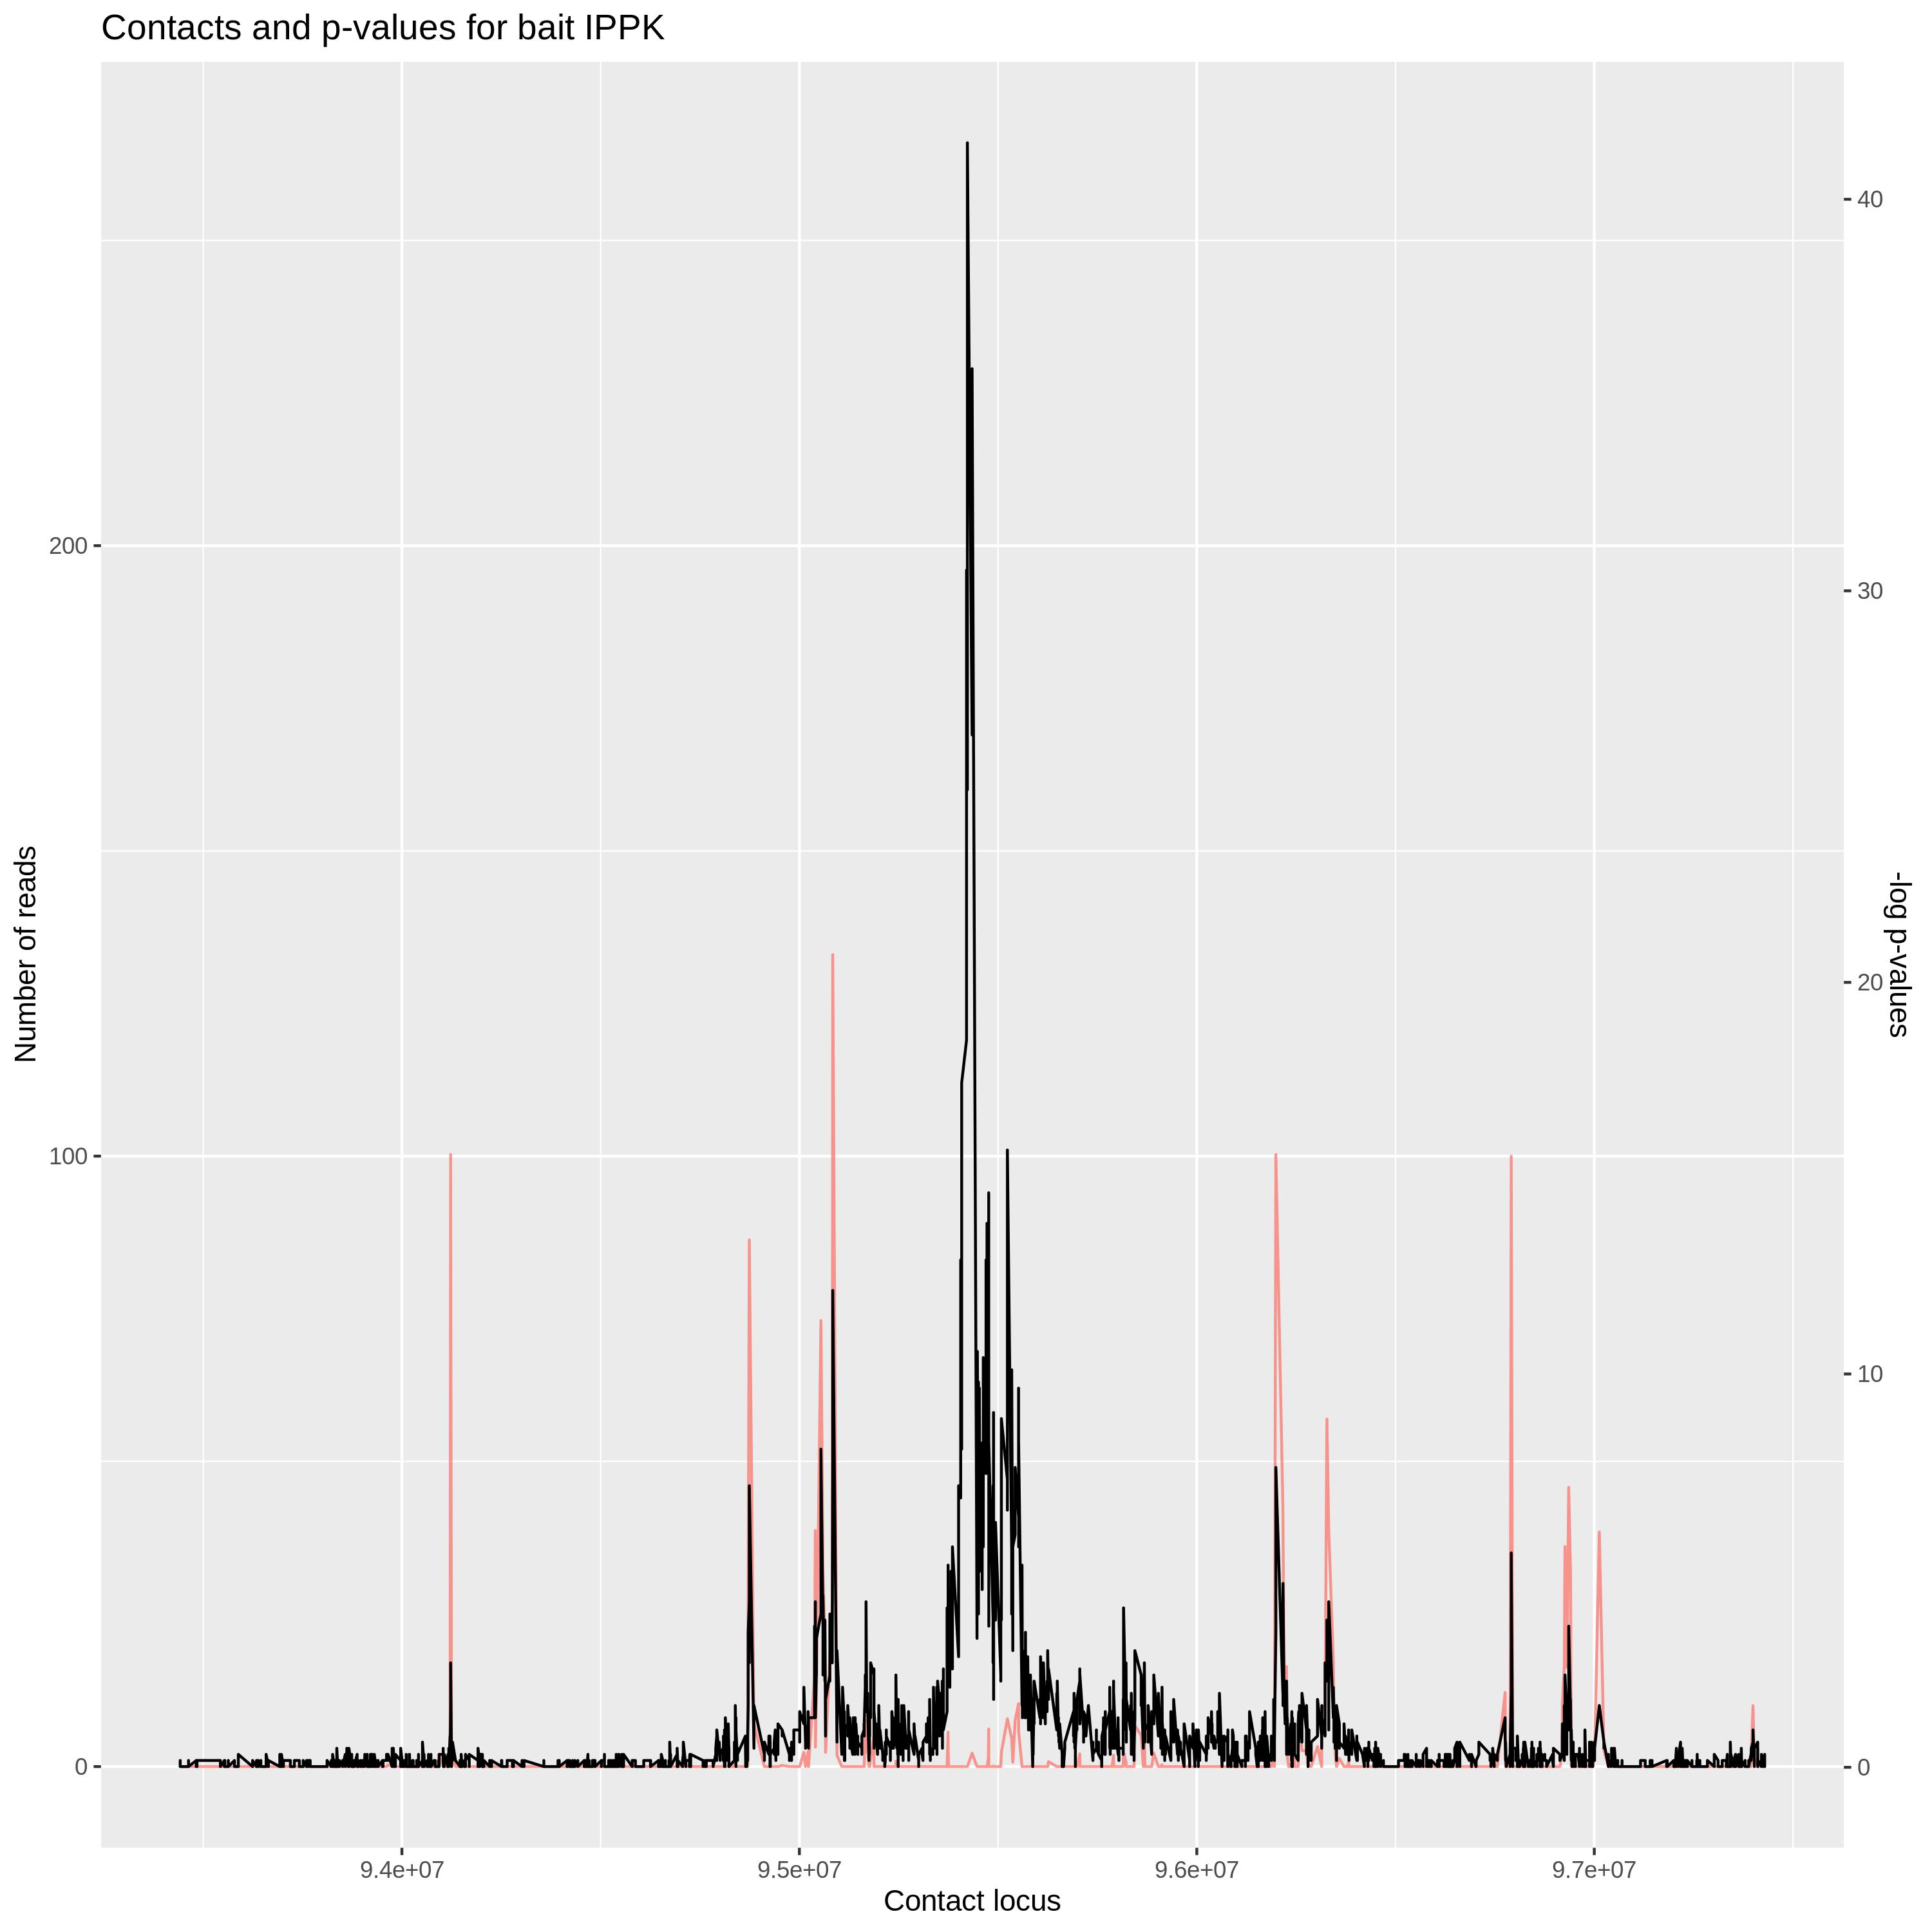 Contacts and p-values for bait IPPK
Number of reads
200
100
0
40
30
20
10
0
-log p-values
9.4e+07
9.5e+07
9.6e+07
9.7e+07
Contact locus